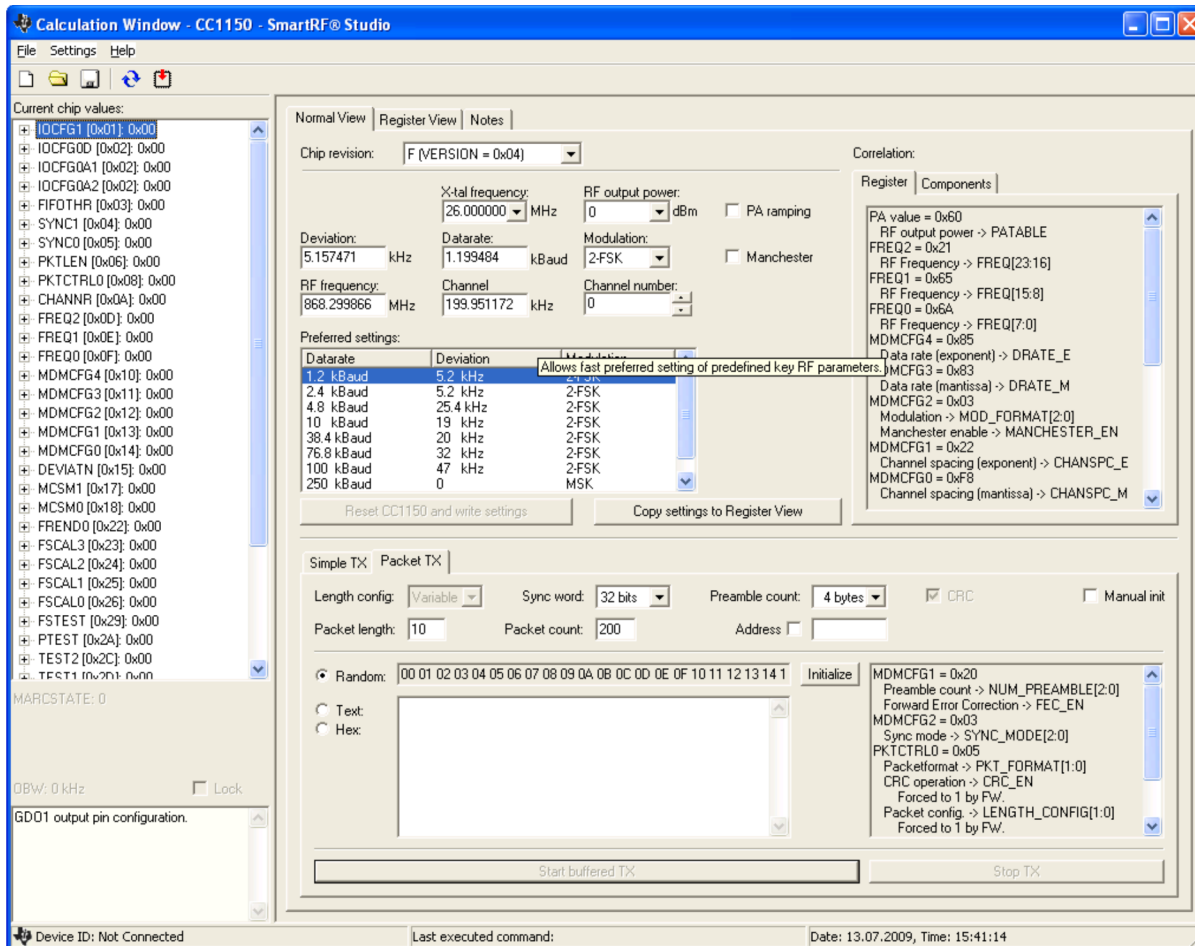 Calculation Window - CC1150 - SmartRF® Studio
File Settings Help
Current chip values:
IOCFG1 [0x01]: 0x00
IOCFG0D [0x02]: 0x00
IOCFG0A1 [0x02]: 0x00
IOCFG0A2 [0x02]: 0x00
FIFOTHR [0x03]: 0x00
SYNC1 [0x04]: 0x00
SYNC0 [0x05]: 0x00
PKTLEN [0x06]: 0x00
PKTCTRL0 [0x08]: 0x00
CHANNR [0x0A]: 0x00
FREQ2 [0x0D]: 0x00
FREQ1 [0x0E]: 0x00
FREQ0 [0x0F]: 0x00
MDMCFG4 [0x10]: 0x00
MDMCFG3 [0x11]: 0x00
MDMCFG2 [0x12]: 0x00
MDMCFG1 [0x13]: 0x00
MDMCFG0 [0x14]: 0x00
DEVIATN [0x15]: 0x00
MCSM1 [0x17]: 0x00
MCSM0 [0x18]: 0x00
FREND0 [0x22]: 0x00
FSCAL3 [0x23]: 0x00
FSCAL2 [0x24]: 0x00
FSCAL1 [0x25]: 0x00
FSCAL0 [0x26]: 0x00
FSTEST [0x29]: 0x00
PTEST [0x2A]: 0x00
TEST2 [0x2C]: 0x00
TEST1 [0x2D]: 0x00
MARCSTATE: 0
OBW: 0 kHz Lock
GDO1 output pin configuration.
Normal View Register View Notes
Chip revision: F (VERSION = 0x04)
X-tal frequency: RF output power:
26.000000 MHz 0 dBm PA ramping
Deviation: Datarate: Modulation:
5.157471 kHz 1.199484 kBaud 2-FSK Manchester
RF frequency: Channel Channel number:
868.299866 MHz 199.951172 kHz 0
Preferred settings:
Datarate Deviation Modulation
Allows fast preferred setting of predefined key RF parameters.
1.2 kBaud 5.2 kHz 2-FSK
2.4 kBaud 5.2 kHz 2-FSK
4.8 kBaud 25.4 kHz 2-FSK
10 kBaud 19 kHz 2-FSK
38.4 kBaud 20 kHz 2-FSK
76.8 kBaud 32 kHz 2-FSK
100 kBaud 47 kHz 2-FSK
250 kBaud 0 MSK
Reset CC1150 and write settings Copy settings to Register View
Correlation:
Register Components
PA value = 0x60
RF output power -> PATABLE
FREQ2 = 0x21
RF Frequency -> FREQ[23:16]
FREQ1 = 0x65
RF Frequency -> FREQ[15:8]
FREQ0 = 0x6A
RF Frequency -> FREQ[7:0]
MDMCFG4 = 0x85
Data rate (exponent) -> DRATE_E
MDMCFG3 = 0x83
Data rate (mantissa) -> DRATE_M
MDMCFG2 = 0x03
Modulation -> MOD_FORMAT[2:0]
Manchester enable -> MANCHESTER_EN
MDMCFG1 = 0x22
Channel spacing (exponent) -> CHANSPC_E
MDMCFG0 = 0xF8
Channel spacing (mantissa) -> CHANSPC_M
Simple TX Packet TX
Length config: Variable Sync word: 32 bits Preamble count: 4 bytes CRC Manual init
Packet length: 10 Packet count: 200 Address
Random: 00 01 02 03 04 05 06 07 08 09 0A 0B 0C 0D 0E 0F 10 11 12 13 14 1 Initialize
Text:
Hex:
MDMCFG1 = 0x20
Preamble count -> NUM_PREAMBLE[2:0]
Forward Error Correction -> FEC_EN
MDMCFG2 = 0x03
Sync mode -> SYNC_MODE[2:0]
PKTCTRL0 = 0x05
Packetformat -> PKT_FORMAT[1:0]
CRC operation -> CRC_EN
Forced to 1 by FW.
Packet config. -> LENGTH_CONFIG[1:0]
Forced to 1 by FW.
Start buffered TX Stop TX
Device ID: Not Connected Last executed command: Date: 13.07.2009, Time: 15:41:14